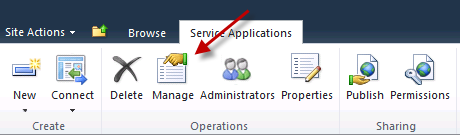 Site Actions Browse Service Applications
New Connect Delete Manage Administrators Properties Publish Permissions
Create Operations Sharing